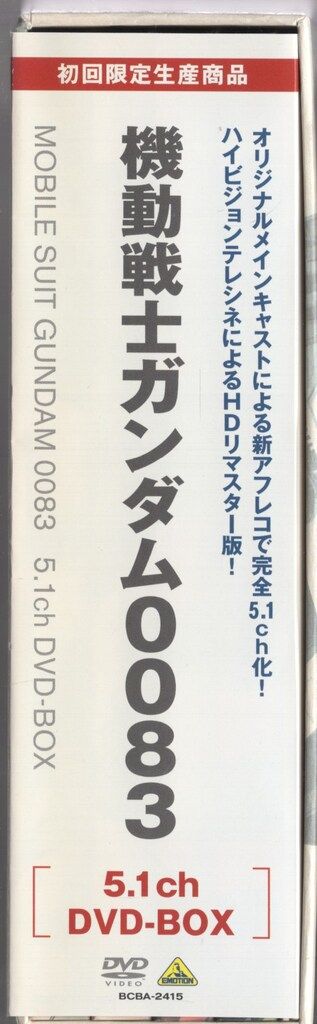 初回限定生産商品
オリジナルメインキャストによる新アフレコで完全5.1ch化！
ハイビジョンテレシネによるHDリマスター版！
機動戦士ガンダム0083
MOBILE SUIT GUNDAM 0083 5.1ch DVD-BOX
5.1ch
DVD-BOX
DVD
VIDEO
EMOTION
BCBA-2415